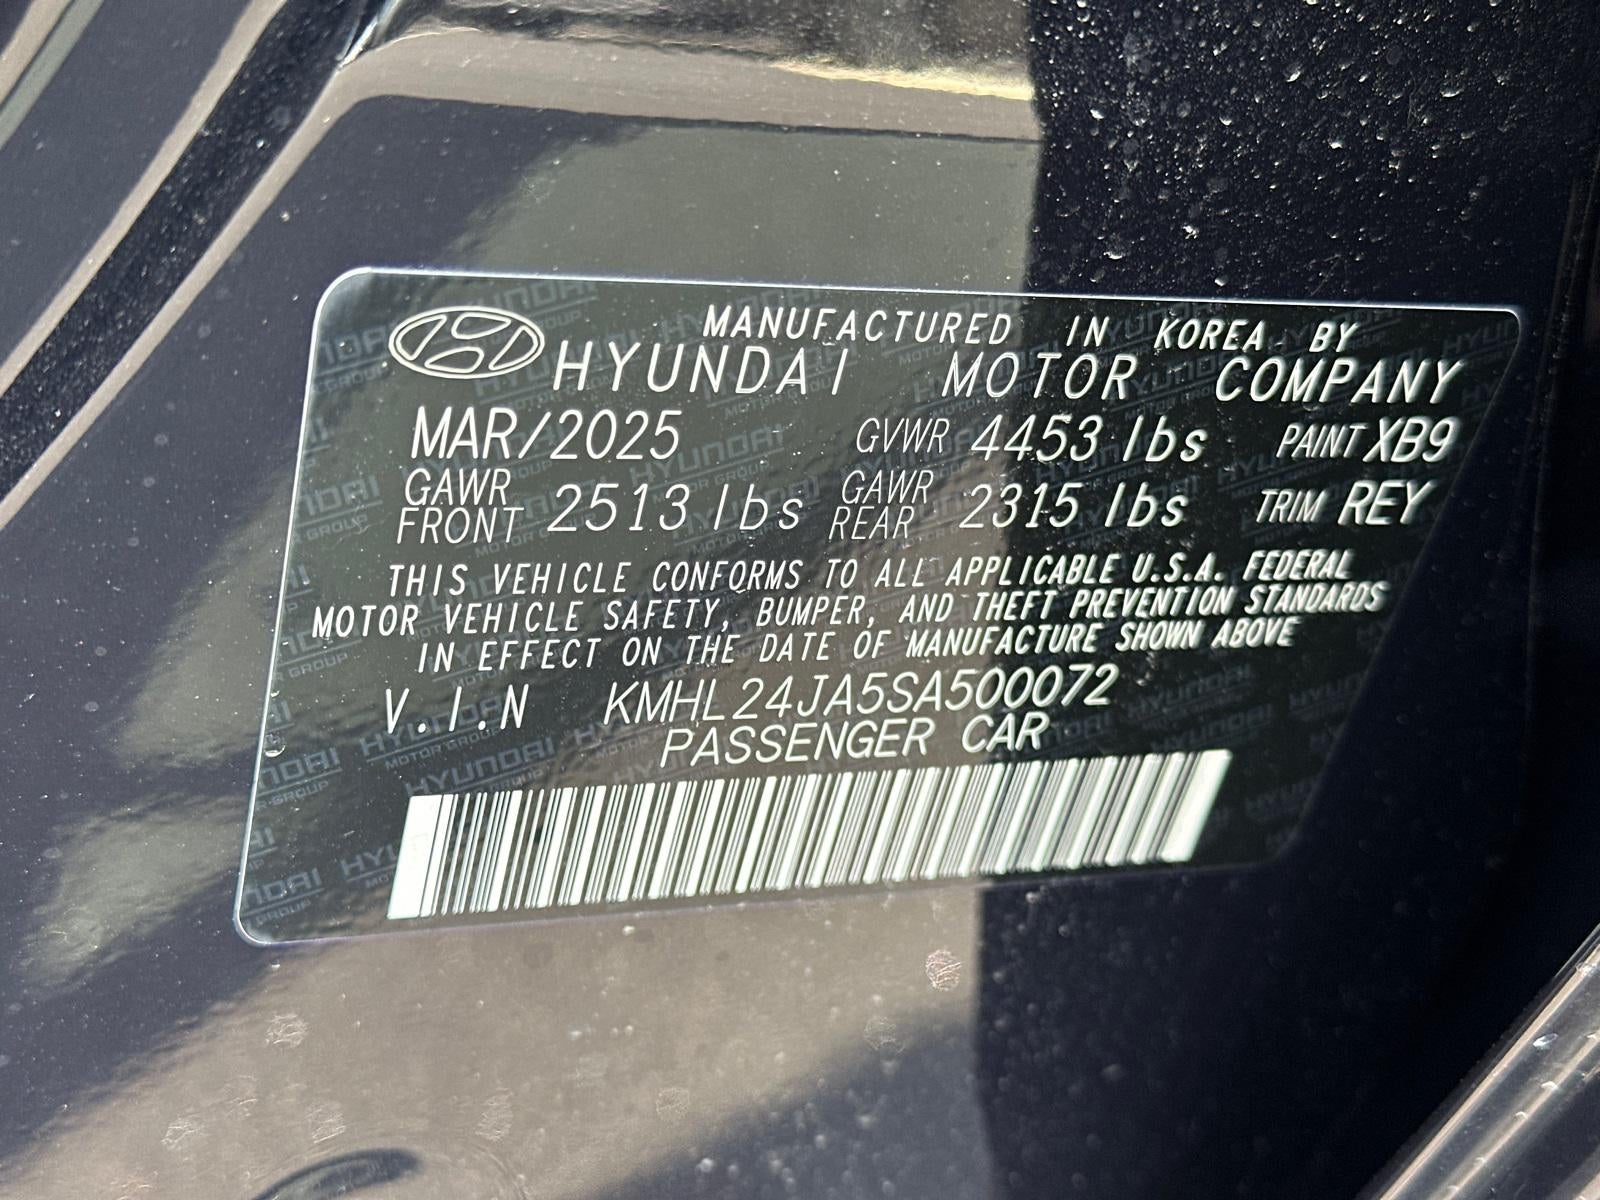 MANUFACTURED IN KOREA BY
HYUNDAI MOTOR COMPANY
MAR/2025 GVWR 4453 lbs PAINT XB9
GAWR FRONT 2513 lbs GAWR REAR 2315 lbs TRIM REY
THIS VEHICLE CONFORMS TO ALL APPLICABLE U.S.A. FEDERAL
MOTOR VEHICLE SAFETY, BUMPER, AND THEFT PREVENTION STANDARDS
IN EFFECT ON THE DATE OF MANUFACTURE SHOWN ABOVE
V.I.N KMHL24JA5SA500072
PASSENGER CAR